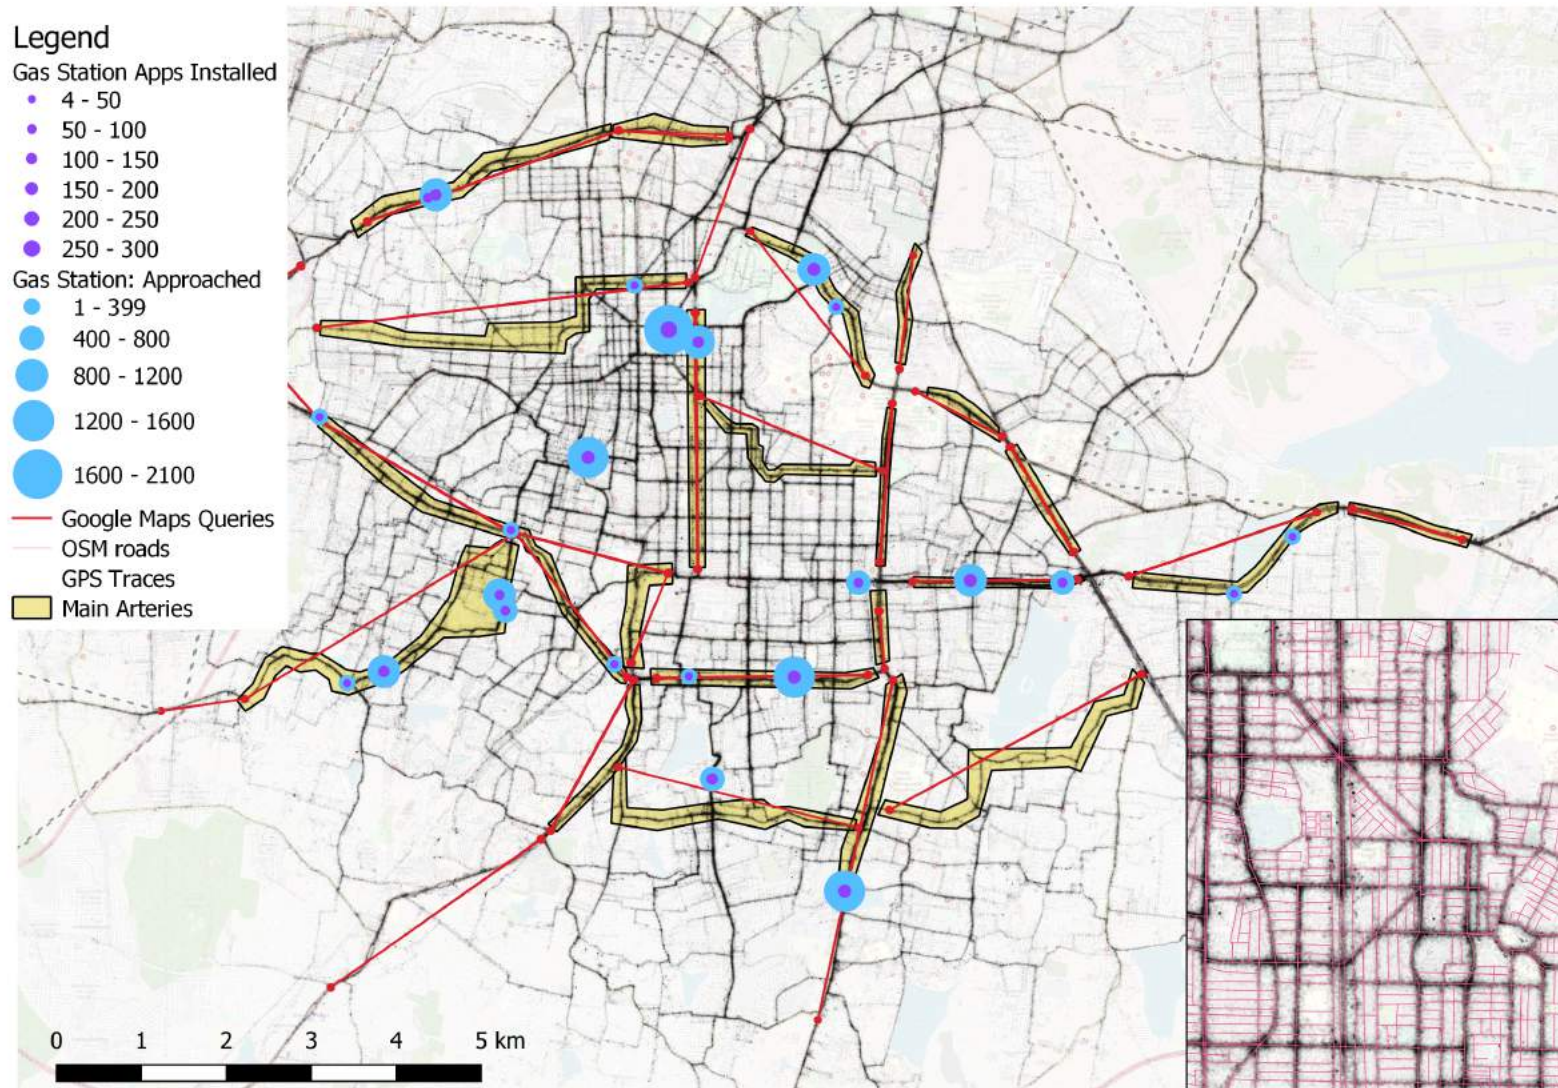 Legend
Gas Station Apps Installed
4 - 50
50 - 100
100 - 150
150 - 200
200 - 250
250 - 300
Gas Station: Approached
1 - 399
400 - 800
800 - 1200
1200 - 1600
1600 - 2100
Google Maps Queries
OSM roads
GPS Traces
Main Arteries
0 1 2 3 4 5 km